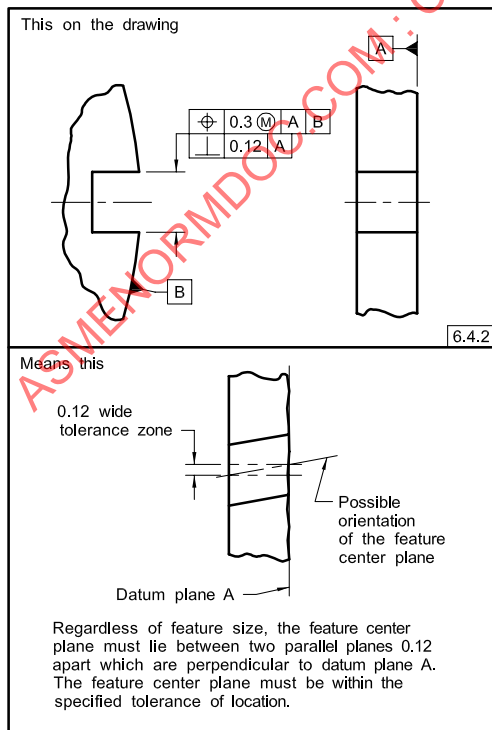 This on the drawing
A
⌖ 0.3 Ⓜ A B
⟂ 0.12 A
B
6.4.2
Means this
0.12 wide
tolerance zone
Possible
orientation
of the feature
center plane
Datum plane A
Regardless of feature size, the feature center
plane must lie between two parallel planes 0.12
apart which are perpendicular to datum plane A.
The feature center plane must be within the
specified tolerance of location.
ASMENORMDOC.COM : C